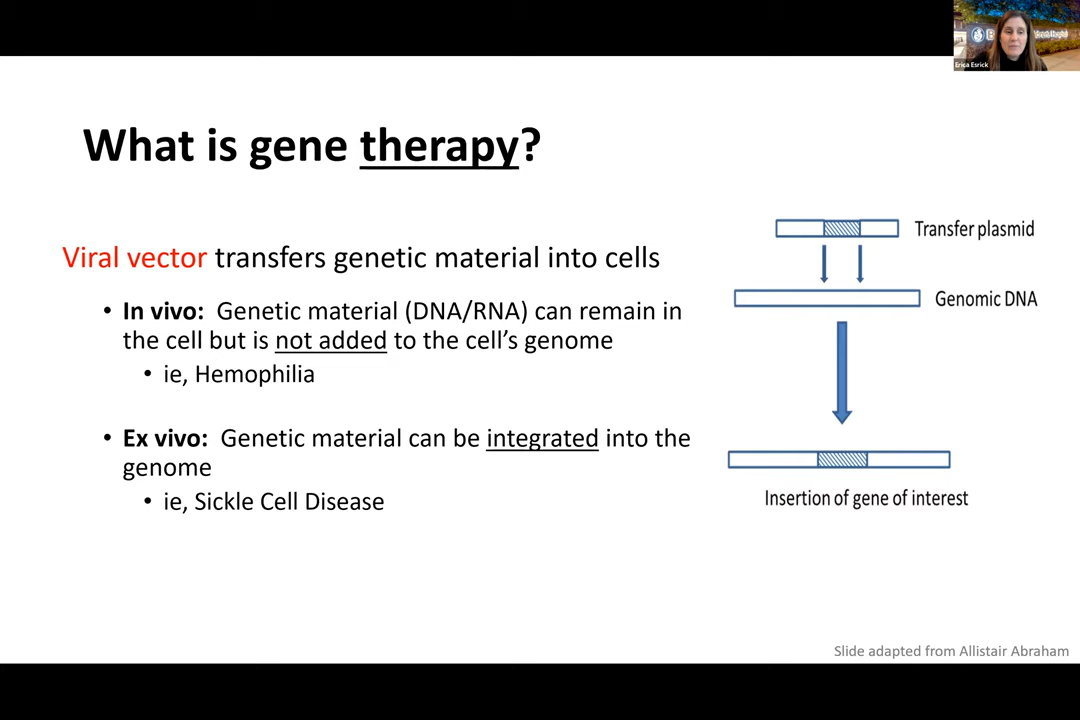 Erica Esrick
What is gene therapy?
Viral vector transfers genetic material into cells
• In vivo: Genetic material (DNA/RNA) can remain in
the cell but is not added to the cell's genome
• ie, Hemophilia
• Ex vivo: Genetic material can be integrated into the
genome
• ie, Sickle Cell Disease
Transfer plasmid
Genomic DNA
Insertion of gene of interest
Slide adapted from Allistair Abraham